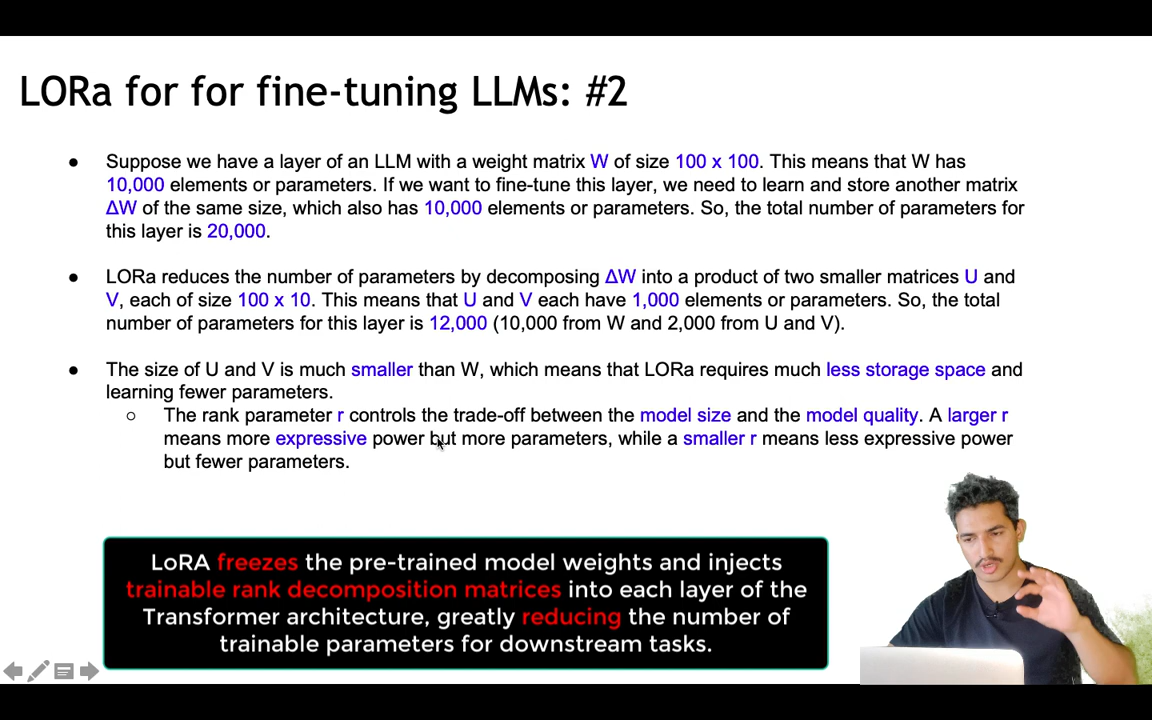 LORa for for fine-tuning LLMs: #2
● Suppose we have a layer of an LLM with a weight matrix W of size 100 x 100. This means that W has
10,000 elements or parameters. If we want to fine-tune this layer, we need to learn and store another matrix
ΔW of the same size, which also has 10,000 elements or parameters. So, the total number of parameters for
this layer is 20,000.
● LORa reduces the number of parameters by decomposing ΔW into a product of two smaller matrices U and
V, each of size 100 x 10. This means that U and V each have 1,000 elements or parameters. So, the total
number of parameters for this layer is 12,000 (10,000 from W and 2,000 from U and V).
● The size of U and V is much smaller than W, which means that LORa requires much less storage space and
learning fewer parameters.
○ The rank parameter r controls the trade-off between the model size and the model quality. A larger r
means more expressive power but more parameters, while a smaller r means less expressive power
but fewer parameters.
LoRA freezes the pre-trained model weights and injects
trainable rank decomposition matrices into each layer of the
Transformer architecture, greatly reducing the number of
trainable parameters for downstream tasks.